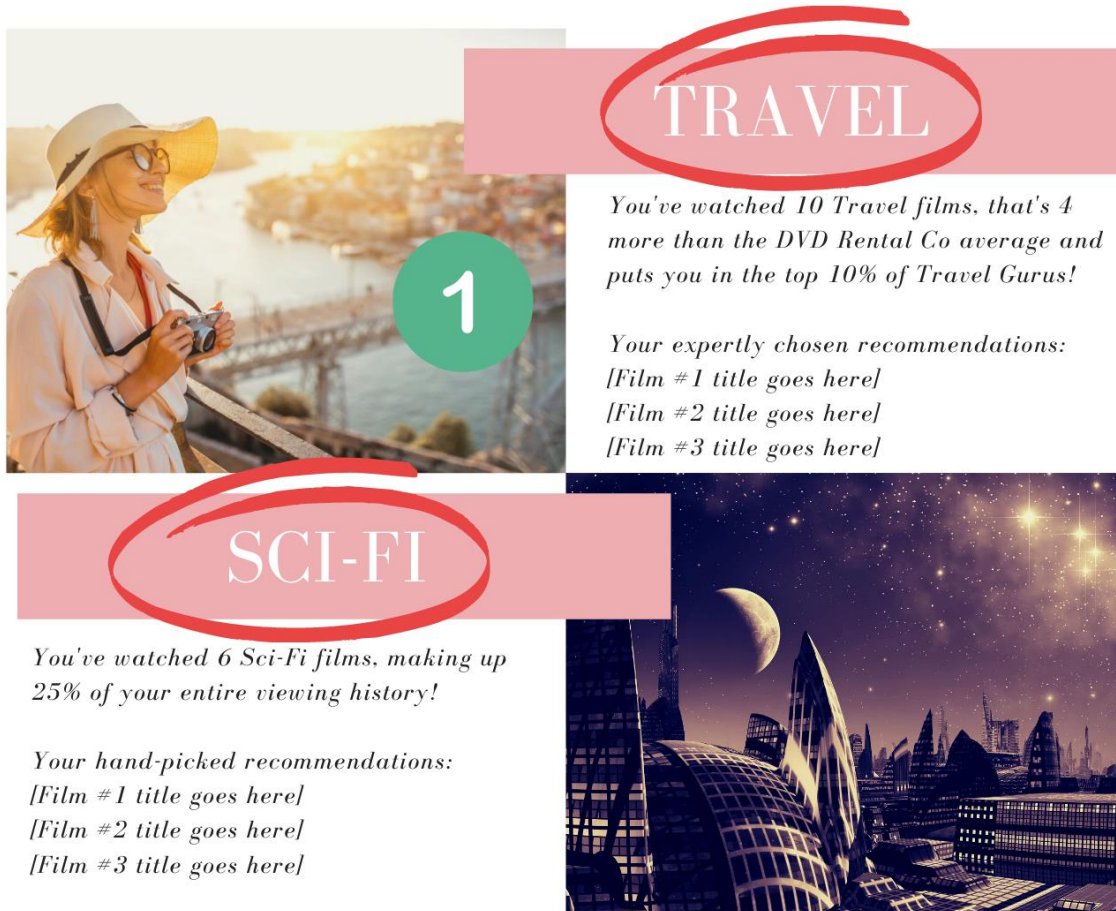 TRAVEL
You've watched 10 Travel films, that's 4
more than the DVD Rental Co average and
puts you in the top 10% of Travel Gurus!
1
Your expertly chosen recommendations:
[Film #1 title goes here]
[Film #2 title goes here]
[Film #3 title goes here]
SCI-FI
You've watched 6 Sci-Fi films, making up
25% of your entire viewing history!
Your hand-picked recommendations:
[Film #1 title goes here]
[Film #2 title goes here]
[Film #3 title goes here]